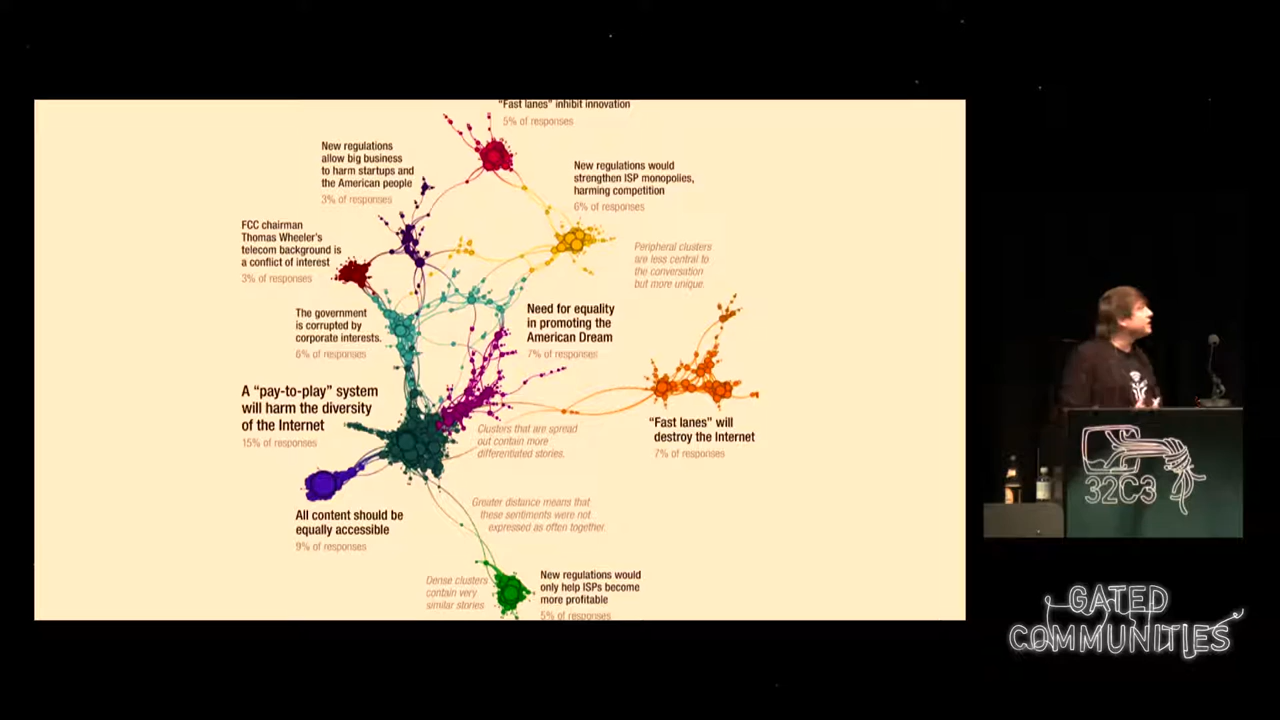 "Fast lanes" inhibit innovation
5% of responses
New regulations
allow big business
to harm startups and
the American people
3% of responses
New regulations would
strengthen ISP monopolies,
harming competition
6% of responses
FCC chairman
Thomas Wheeler's
telecom background is
a conflict of interest
3% of responses
Peripheral clusters
are less central to
the conversation
but more unique.
The government
is corrupted by
corporate interests.
6% of responses
Need for equality
in promoting the
American Dream
7% of responses
A "pay-to-play" system
will harm the diversity
of the Internet
15% of responses
Clusters that are spread
out contain more
differentiated stories.
"Fast lanes" will
destroy the Internet
7% of responses
All content should be
equally accessible
9% of responses
Greater distance means that
these sentiments were not
expressed as often together.
Dense clusters
contain very
similar stories
New regulations would
only help ISPs become
more profitable
5% of responses
32C3
GATED
COMMUNITIES